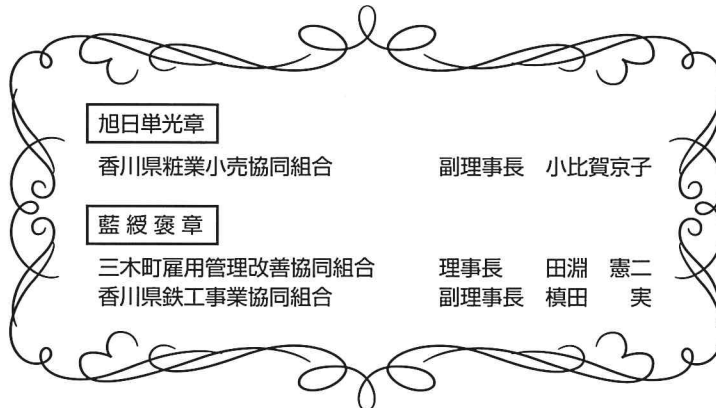 旭日単光章
香川県粧業小売協同組合　副理事長　小比賀京子
藍綬褒章
三木町雇用管理改善協同組合　理事長　田淵　憲二
香川県鉄工事業協同組合　副理事長　槙田　実